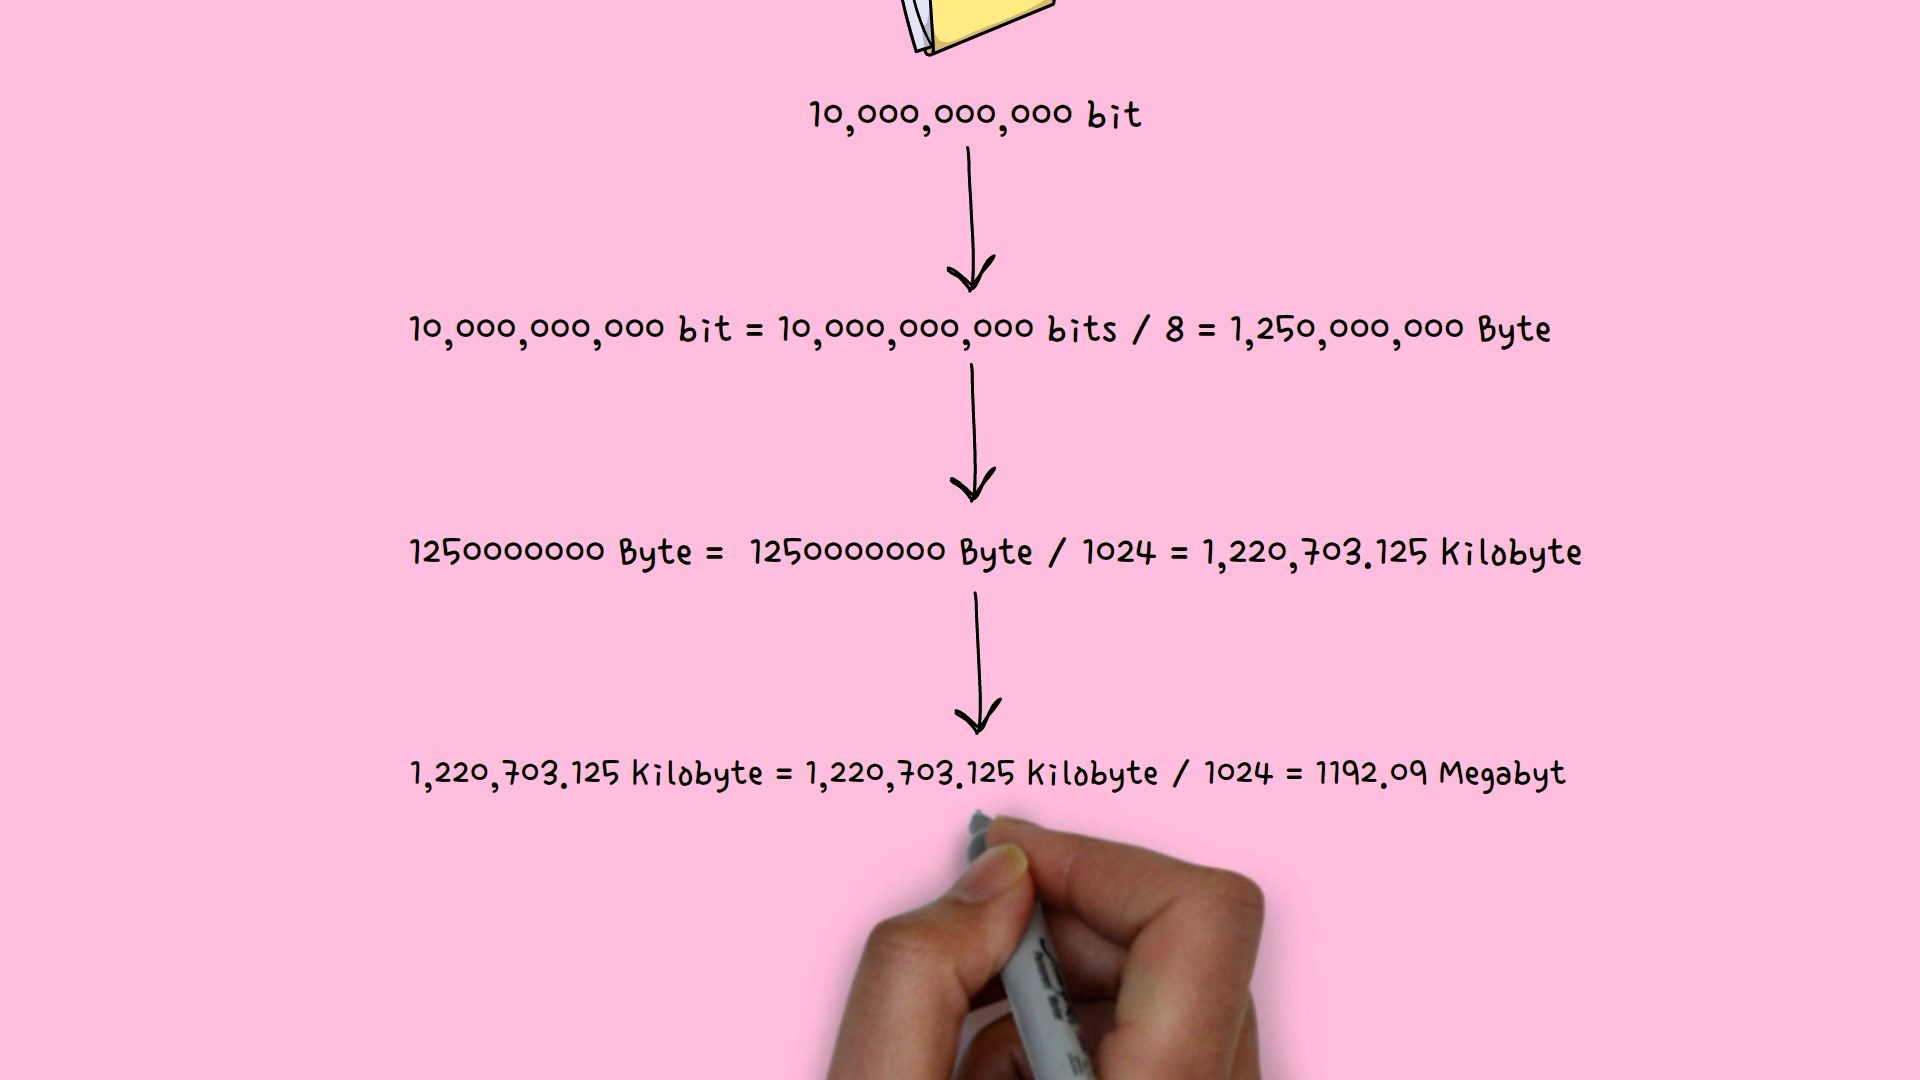 10,000,000,000 bit
10,000,000,000 bit = 10,000,000,000 bits / 8 = 1,250,000,000 Byte
1250000000 Byte = 1250000000 Byte / 1024 = 1,220,703.125 Kilobyte
1,220,703.125 Kilobyte = 1,220,703.125 Kilobyte / 1024 = 1192.09 Megabyt